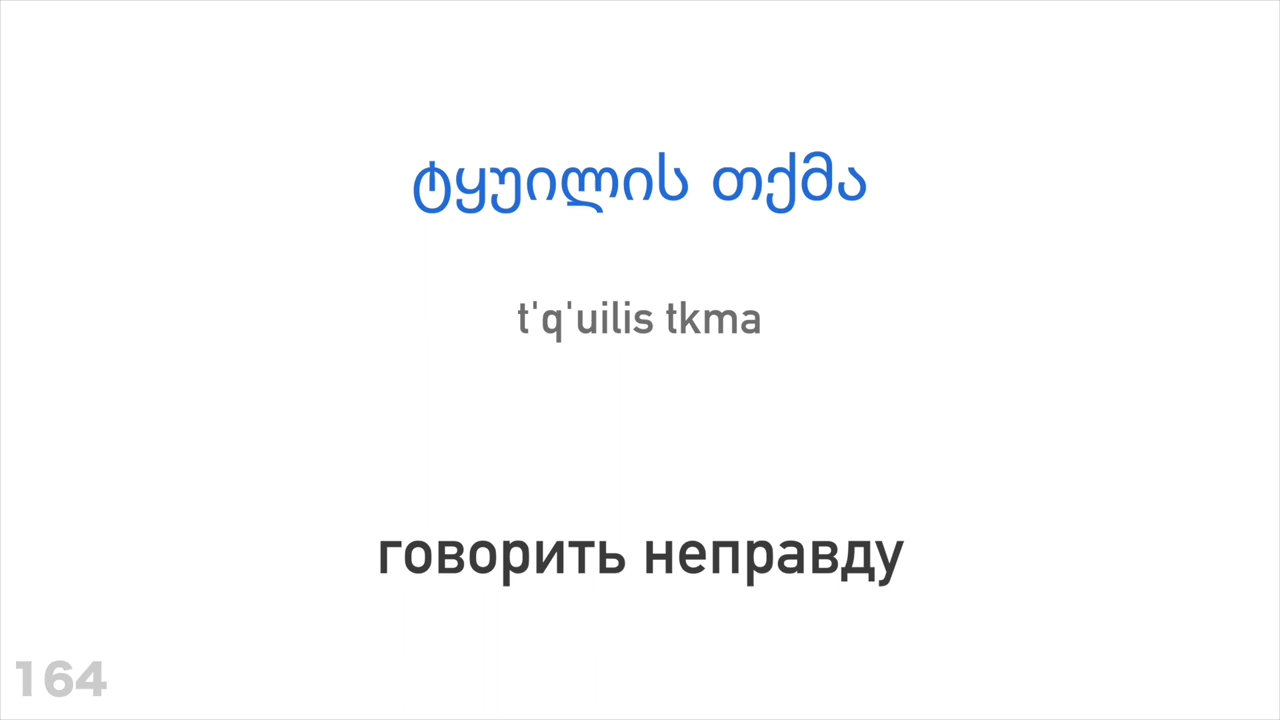 ტყუილის თქმა
t'q'uilis tkma
говорить неправду
164